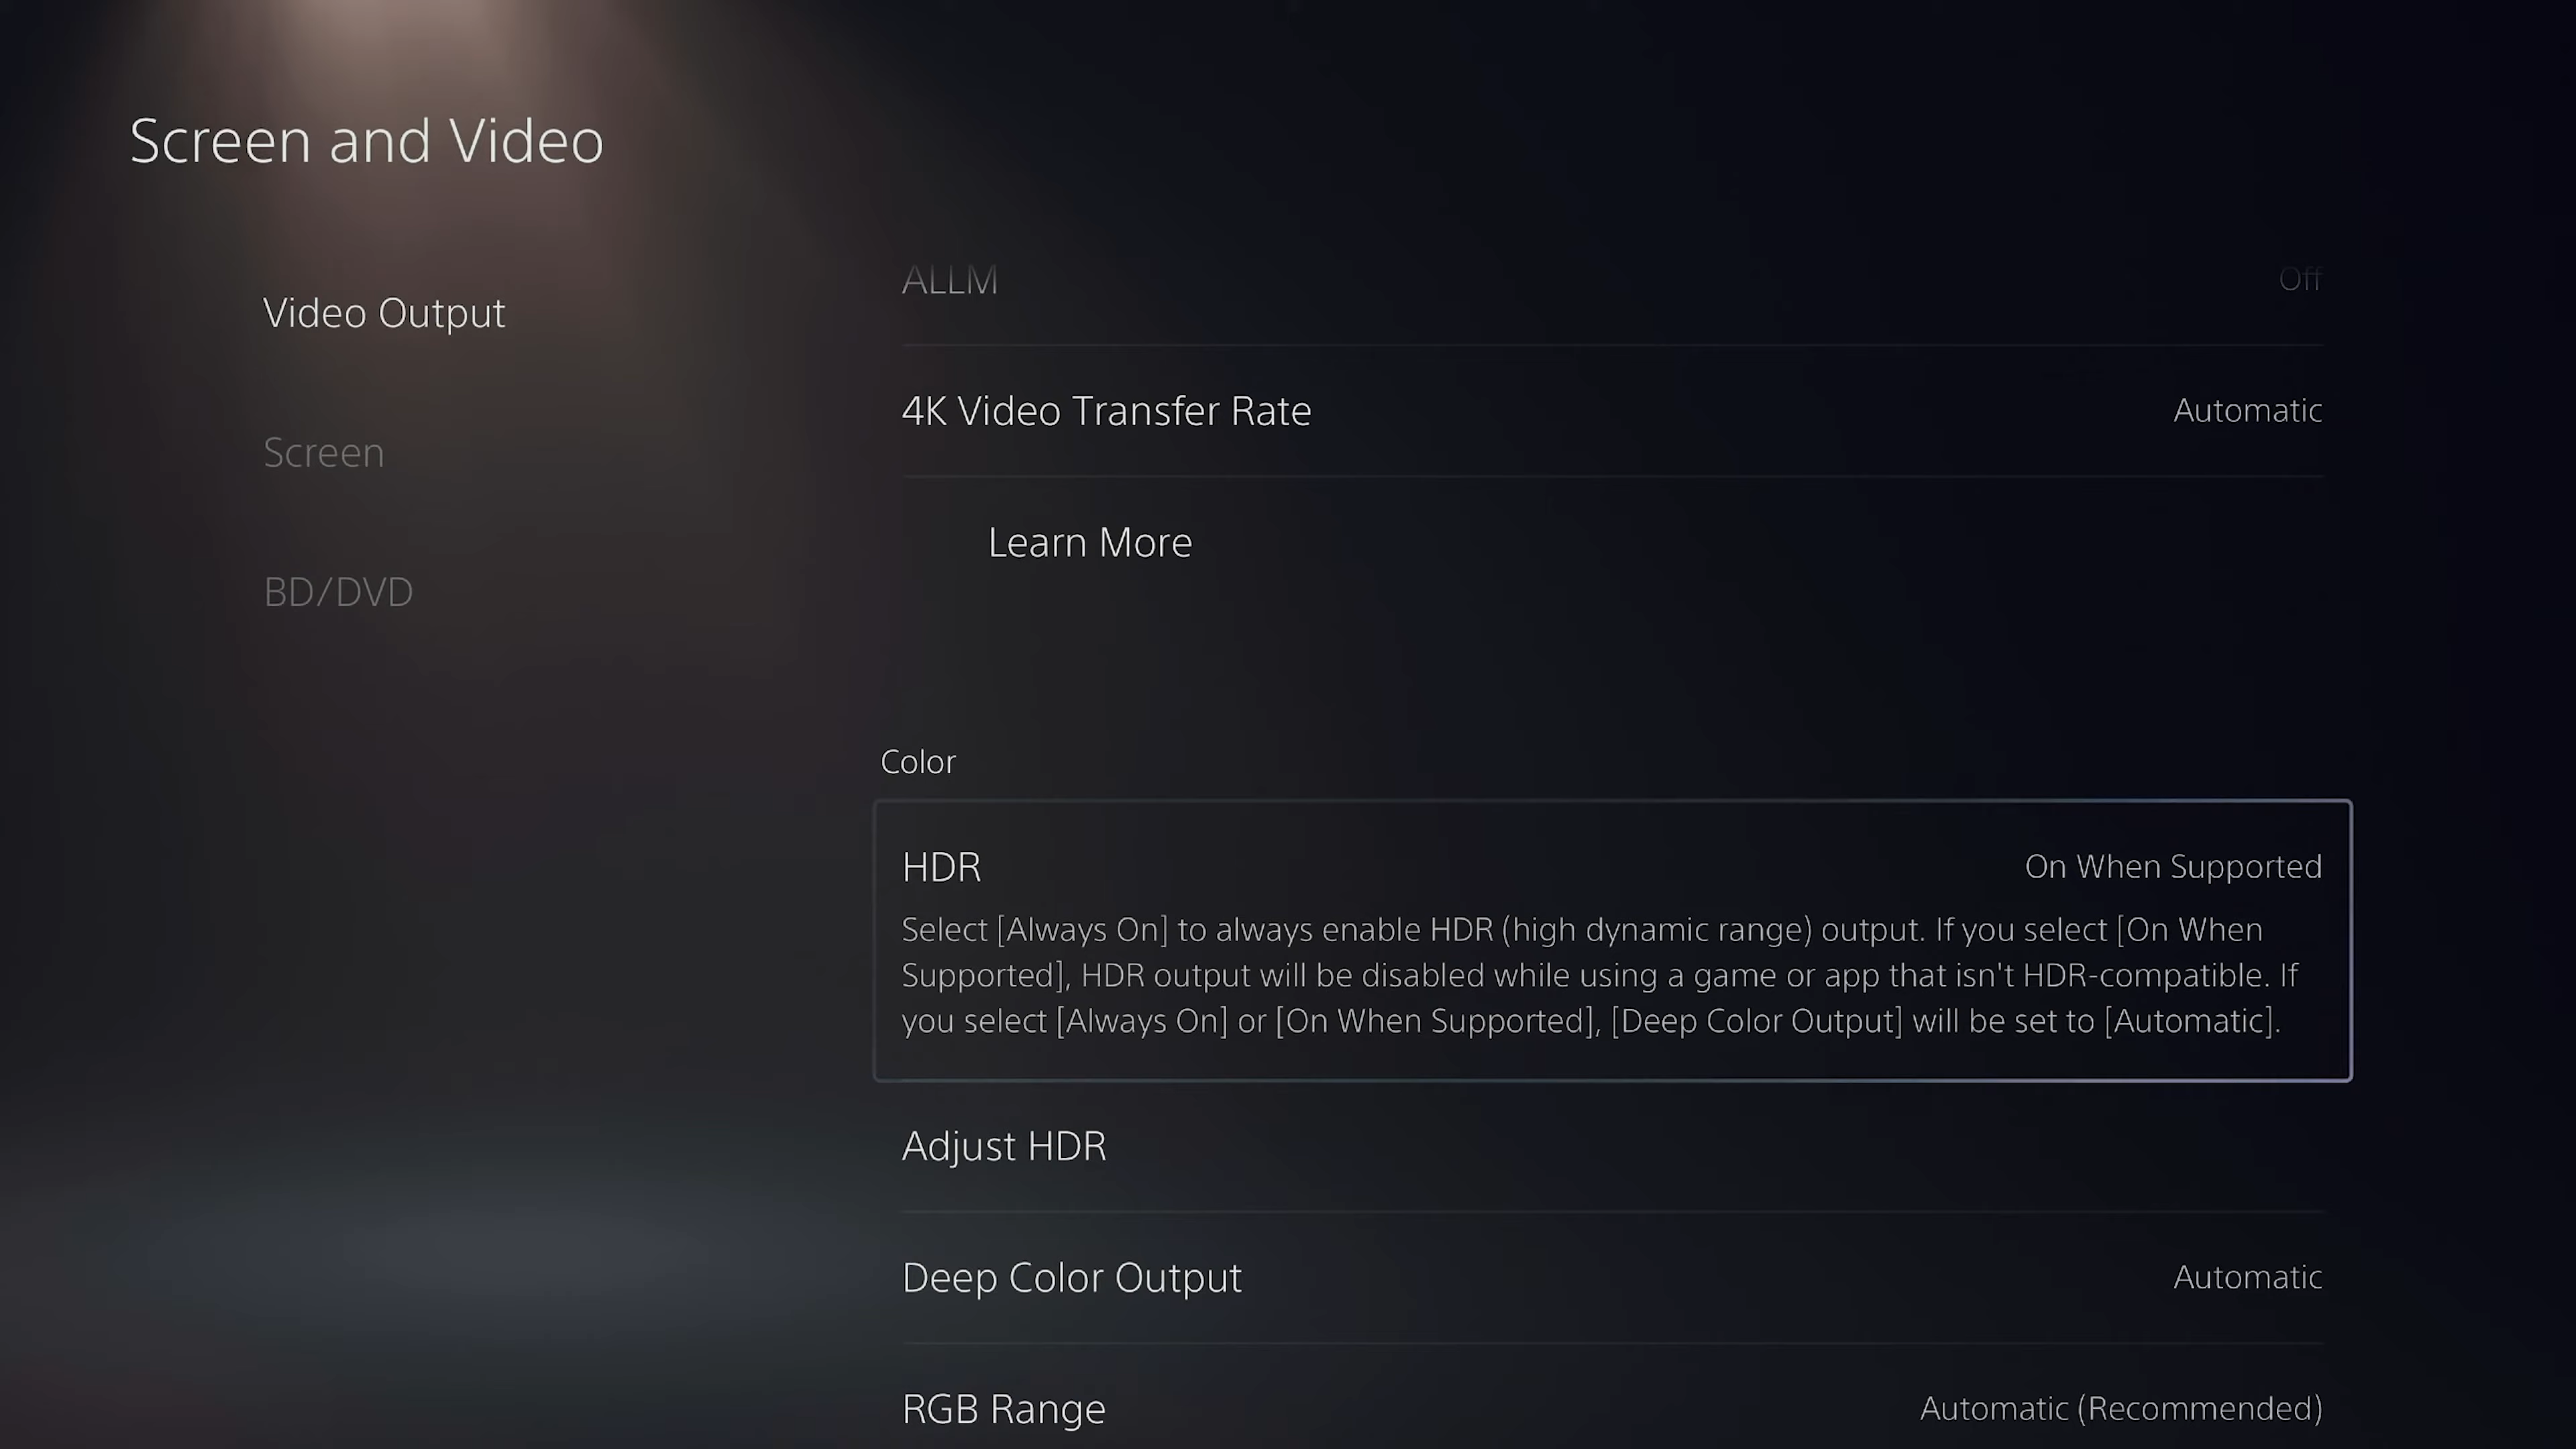 Screen and Video
Video Output
Screen
BD/DVD
ALLM Off
4K Video Transfer Rate Automatic
Learn More
Color
HDR On When Supported
Select [Always On] to always enable HDR (high dynamic range) output. If you select [On When
Supported], HDR output will be disabled while using a game or app that isn't HDR-compatible. If
you select [Always On] or [On When Supported], [Deep Color Output] will be set to [Automatic].
Adjust HDR
Deep Color Output Automatic
RGB Range Automatic (Recommended)